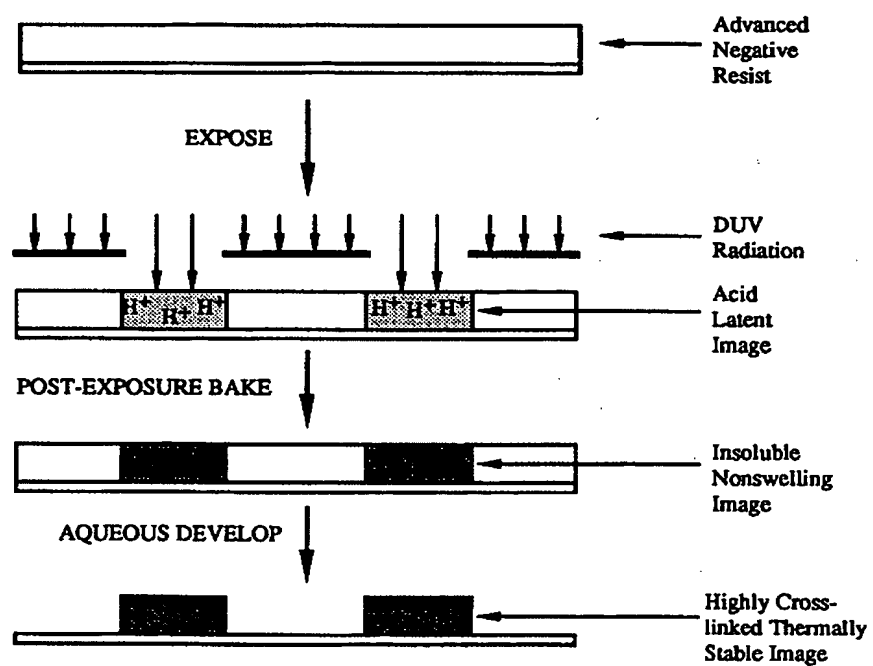 Advanced
Negative
Resist
EXPOSE
DUV
Radiation
H+ H+ H+
H+ H+ H+
Acid
Latent
Image
POST-EXPOSURE BAKE
Insoluble
Nonswelling
Image
AQUEOUS DEVELOP
Highly Cross-
linked Thermally
Stable Image